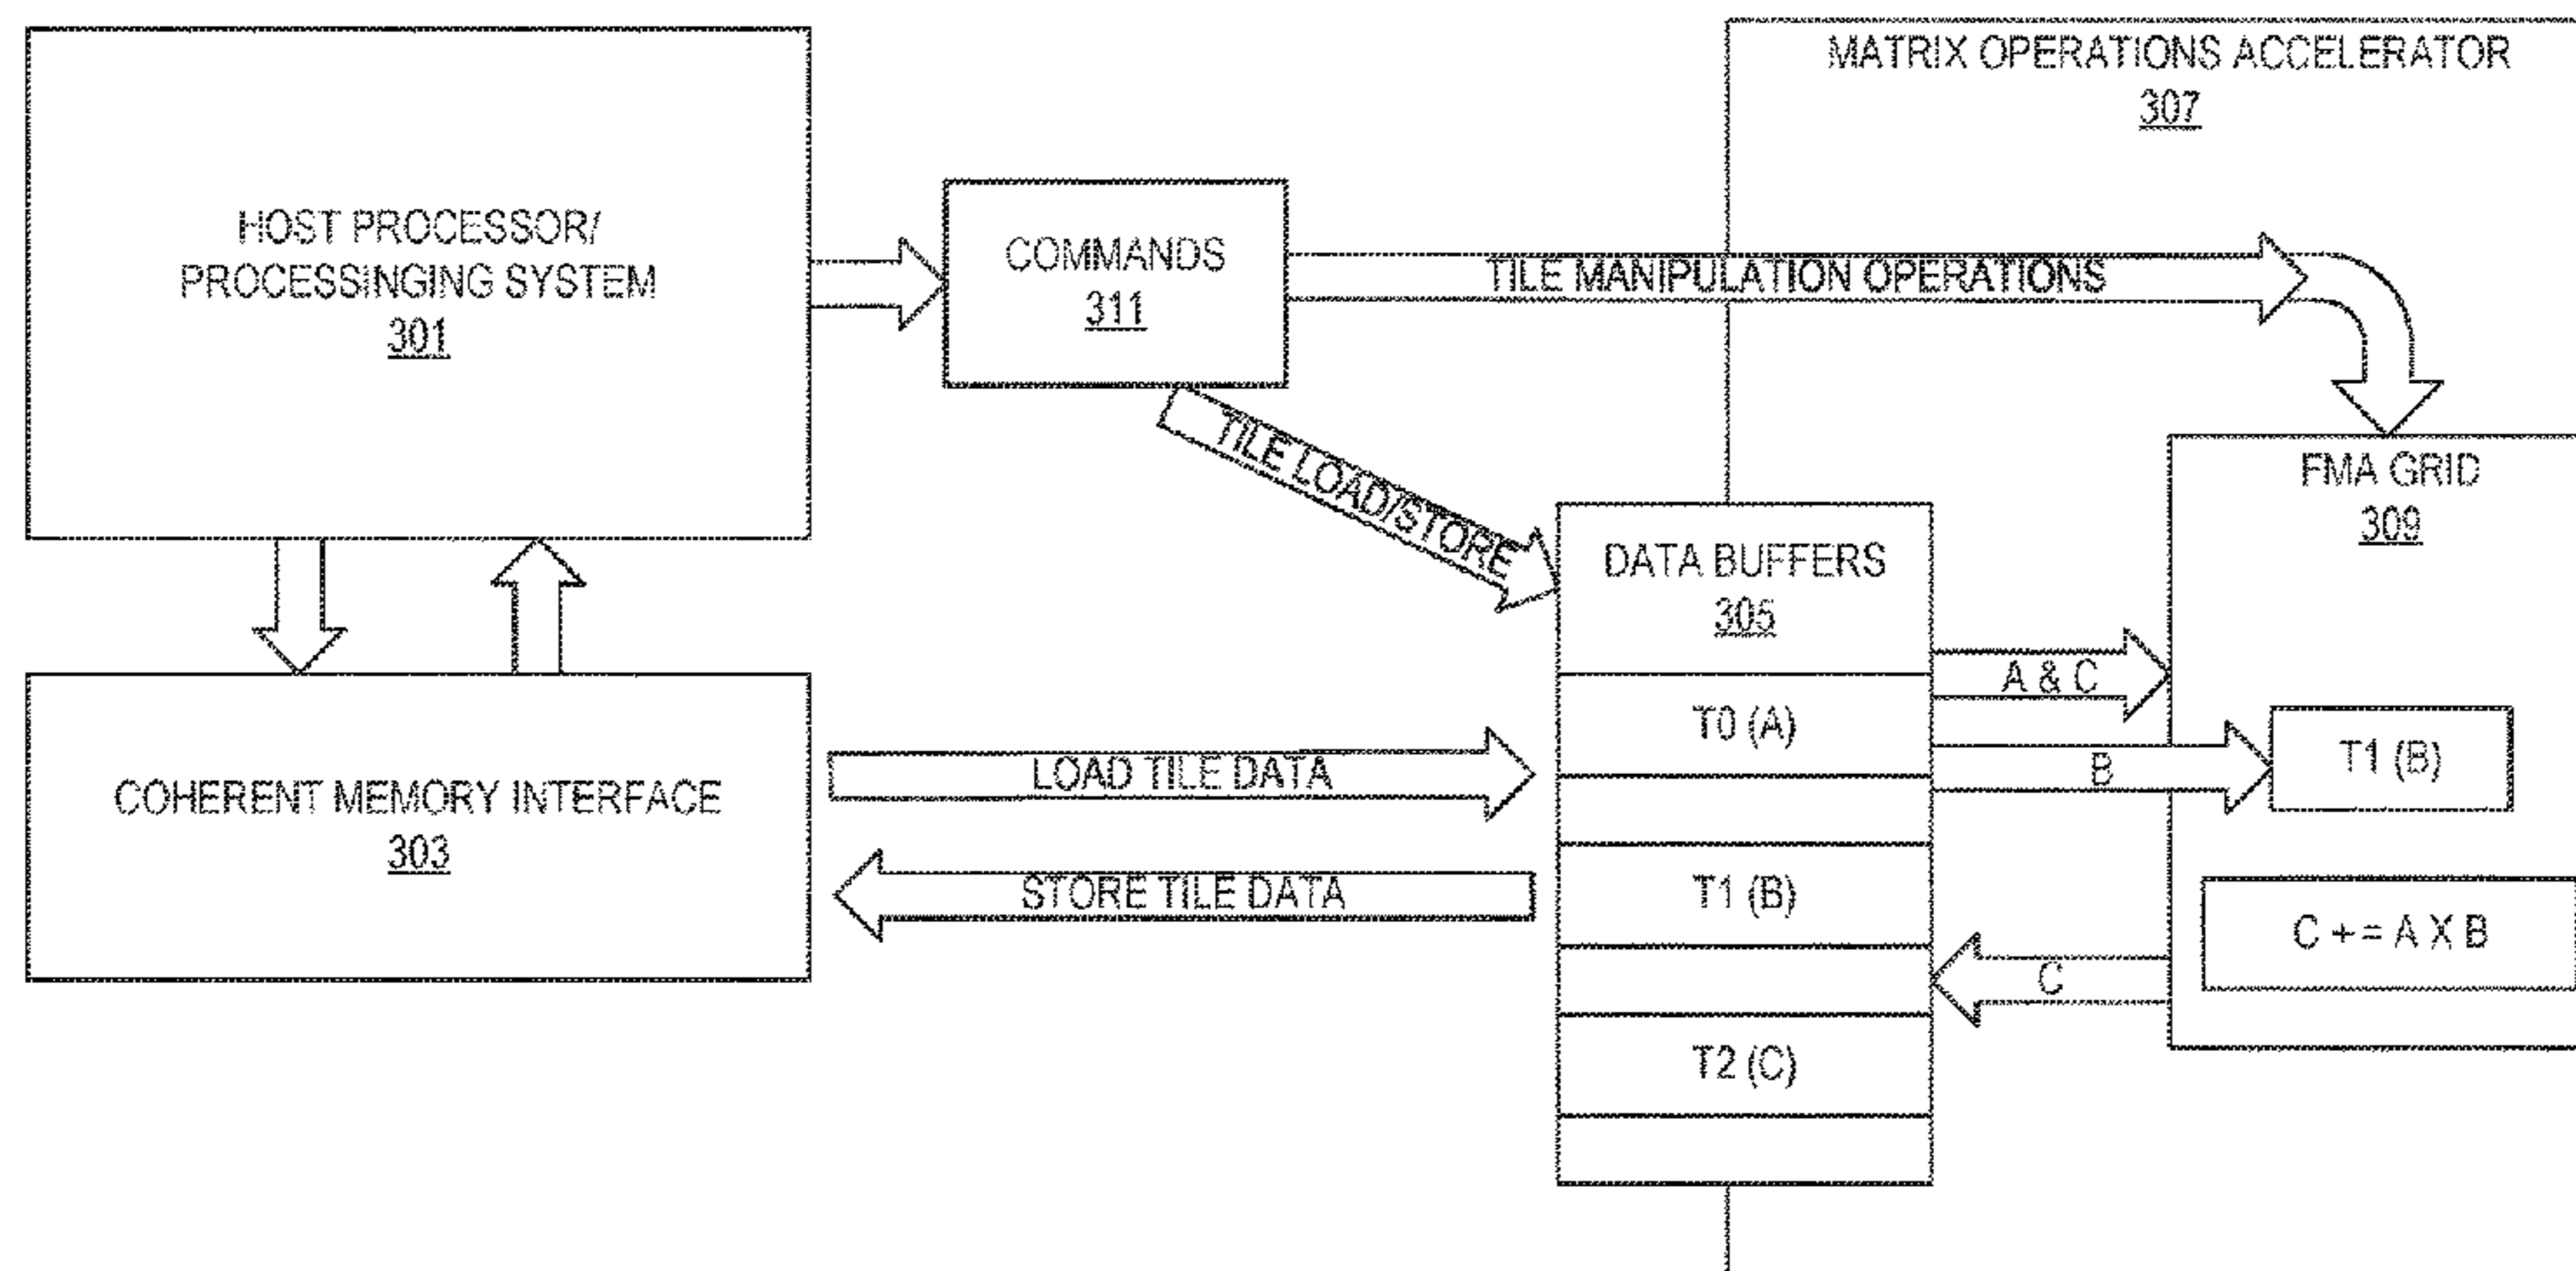 MATRIX OPERATIONS ACCELERATOR
307
HOST PROCESSOR/
PROCESSINGING SYSTEM
301
COMMANDS
311
TILE MANIPULATION OPERATIONS
TILE LOAD/STORE
FMA GRID
309
DATA BUFFERS
305
A & C
T0 (A)
B
T1 (B)
COHERENT MEMORY INTERFACE
303
LOAD TILE DATA
STORE TILE DATA
T1 (B)
C + = A X B
C
T2 (C)